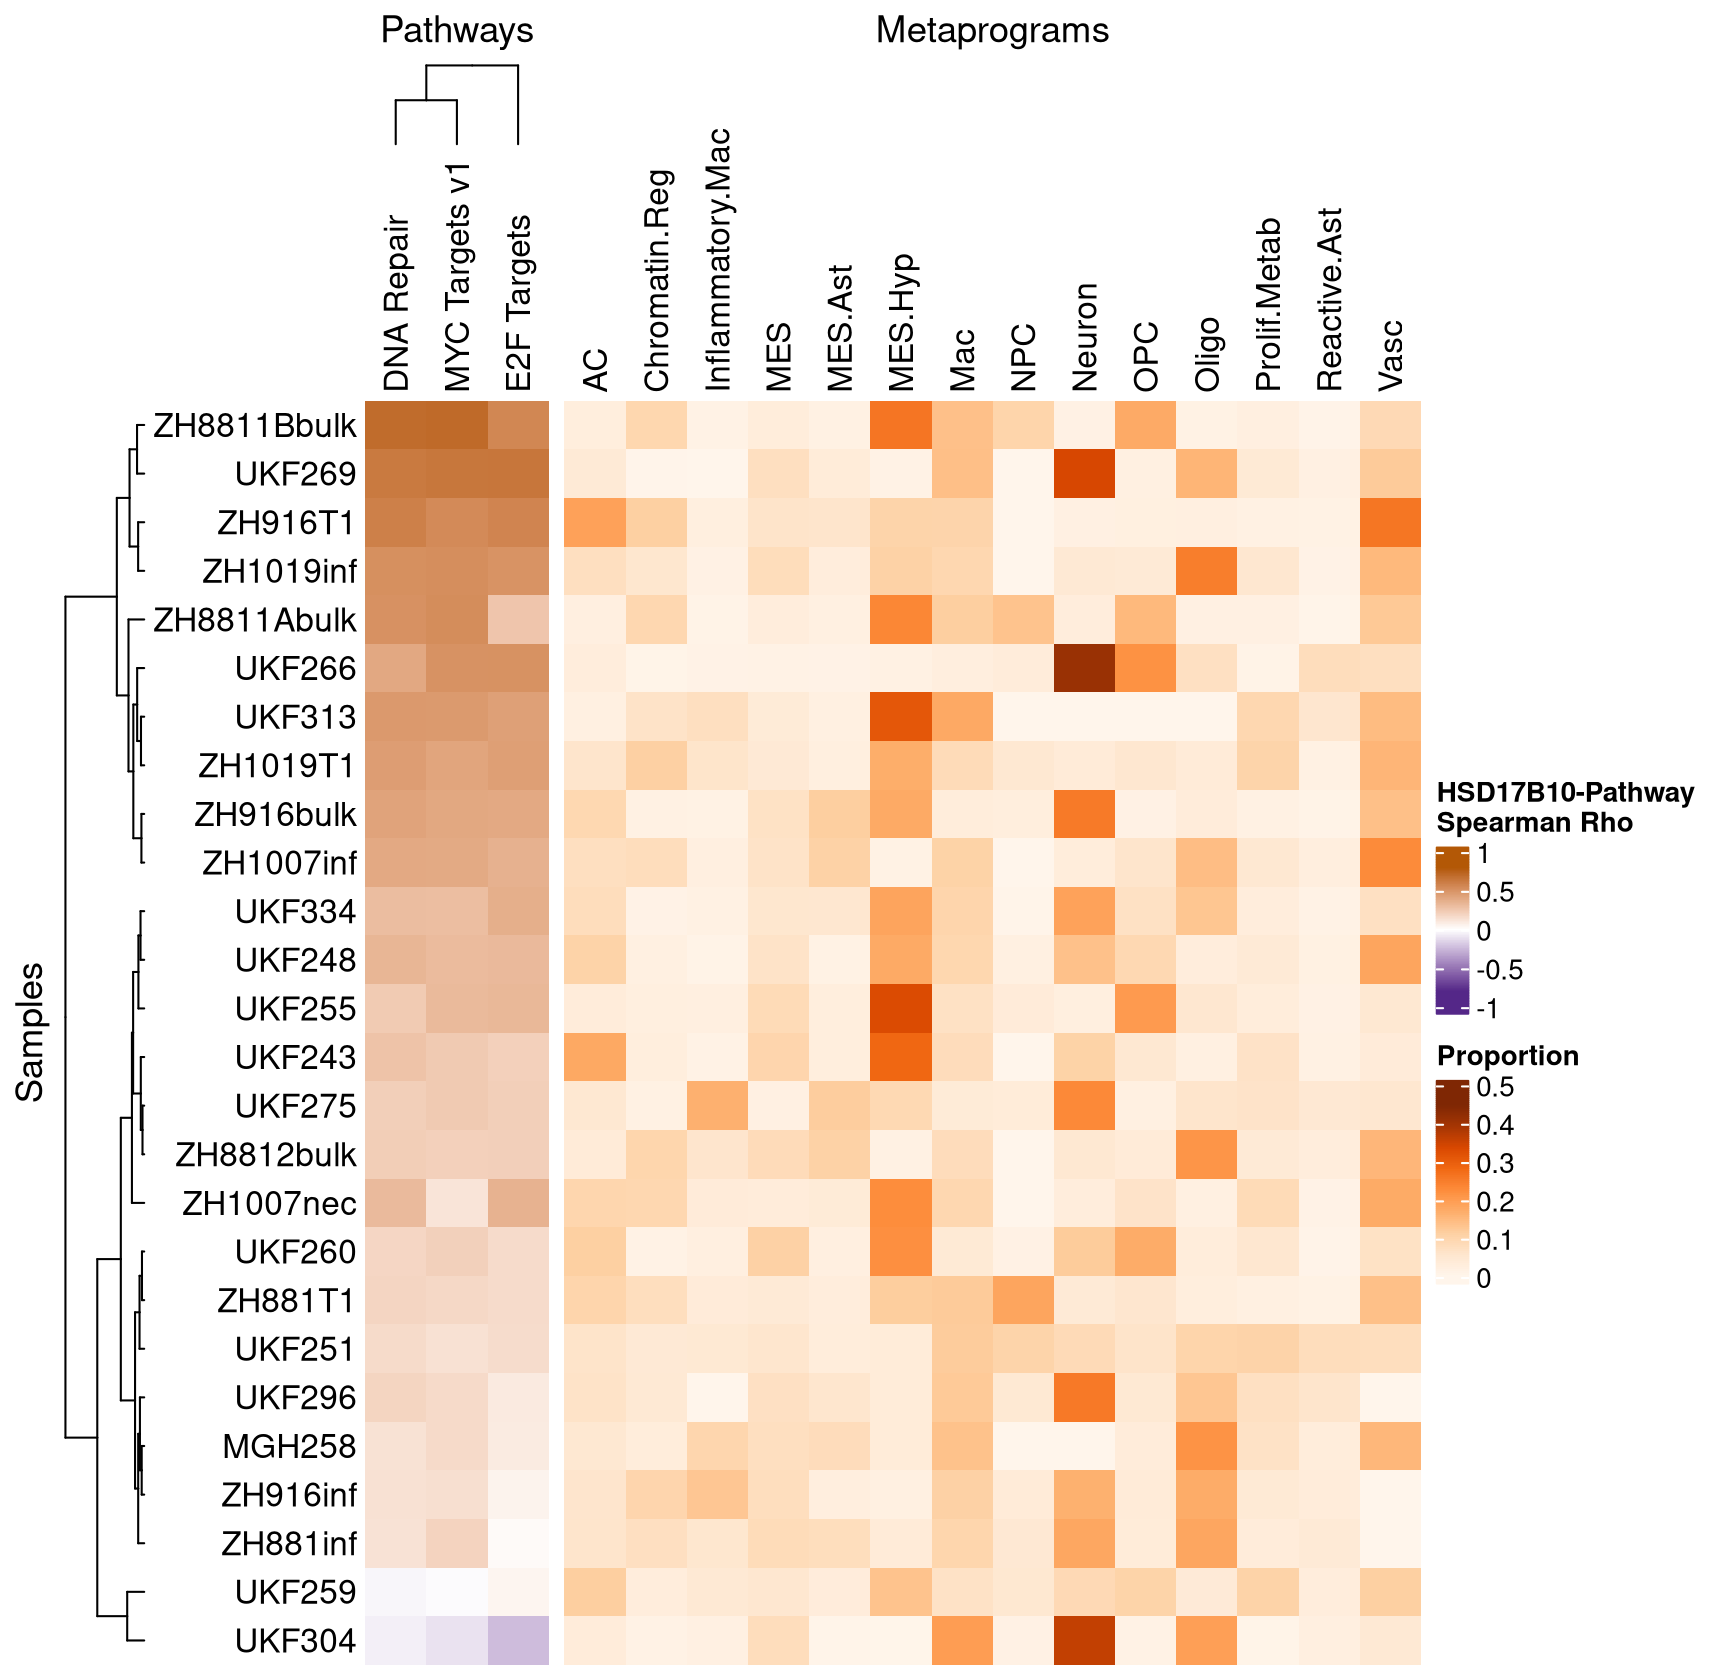 Pathways
Metaprograms
DNA Repair
MYC Targets v1
E2F Targets
AC
Chromatin.Reg
Inflammatory.Mac
MES
MES.Ast
MES.Hyp
Mac
NPC
Neuron
OPC
Oligo
Prolif.Metab
Reactive.Ast
Vasc
Samples
ZH8811Bbulk
UKF269
ZH916T1
ZH1019inf
ZH8811Abulk
UKF266
UKF313
ZH1019T1
ZH916bulk
ZH1007inf
UKF334
UKF248
UKF255
UKF243
UKF275
ZH8812bulk
ZH1007nec
UKF260
ZH881T1
UKF251
UKF296
MGH258
ZH916inf
ZH881inf
UKF259
UKF304
HSD17B10-Pathway
Spearman Rho
1
0.5
0
-0.5
-1
Proportion
0.5
0.4
0.3
0.2
0.1
0